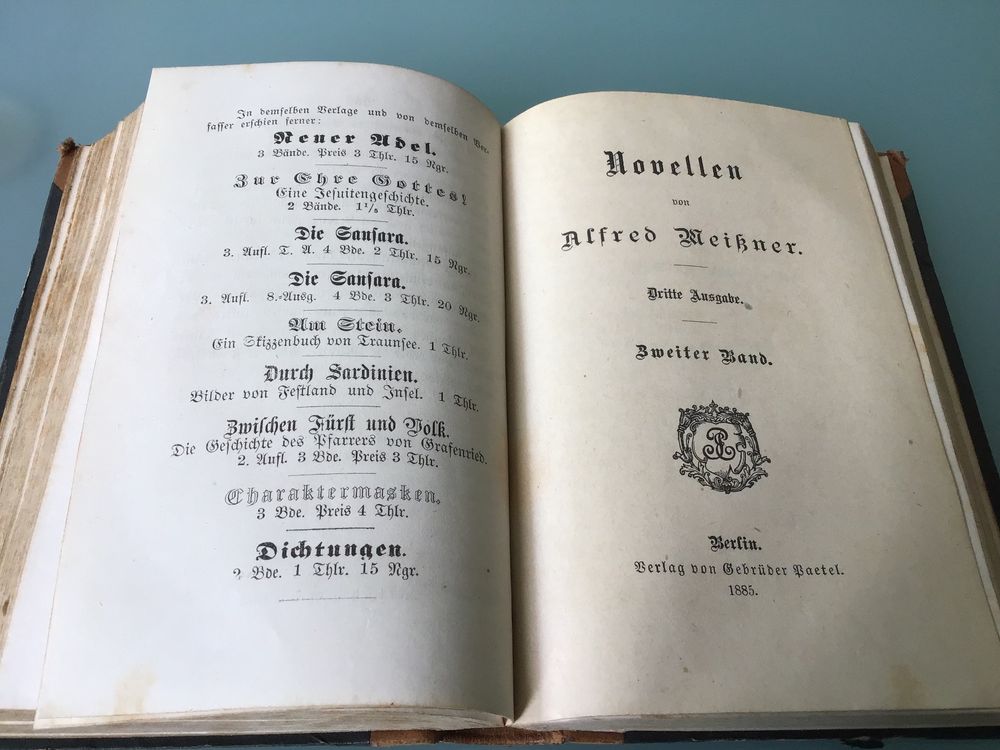 In demselben Verlage und von demselben Ver-
fasser erschien ferner:
Neuer Adel.
3 Bände. Preis 3 Thlr. 15 Ngr.
Zur Ehre Gottes!
Eine Jesuitengeschichte.
2 Bände. 1¹/₃ Thlr.
Die Sansara.
3. Aufl. T. A. 4 Bde. 2 Thlr. 15 Ngr.
Die Sansara.
3. Aufl. 8.-Ausg. 4 Bde. 3 Thlr. 20 Ngr.
Am Stein.
Ein Skizzenbuch von Traunsee. 1 Thlr.
Durch Sardinien.
Bilder von Festland und Insel. 1 Thlr.
Zwischen Fürst und Volk.
Die Geschichte des Pfarrers von Grafenried.
2. Aufl. 3 Bde. Preis 3 Thlr.
Charaktermasken.
3 Bde. Preis 4 Thlr.
Dichtungen.
2 Bde. 1 Thlr. 15 Ngr.
Novellen
von
Alfred Meißner.
Dritte Ausgabe.
Zweiter Band.
Berlin.
Verlag von Gebrüder Paetel.
1885.